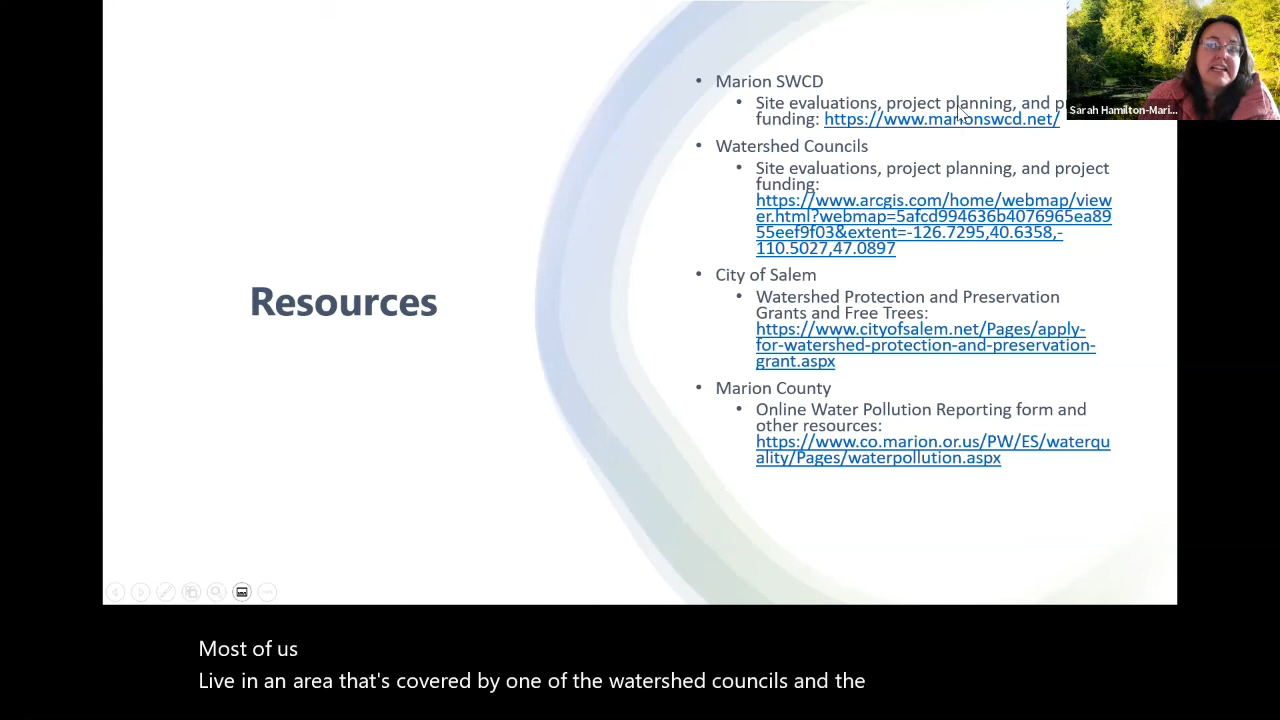 Resources
• Marion SWCD
• Site evaluations, project planning, and
funding: https://www.marionswcd.net/
• Watershed Councils
• Site evaluations, project planning, and project
funding:
https://www.arcgis.com/home/webmap/view
er.html?webmap=5afcd994636b4076965ea89
55eef9f03&extent=-126.7295,40.6358,-
110.5027,47.0897
• City of Salem
• Watershed Protection and Preservation
Grants and Free Trees:
https://www.cityofsalem.net/Pages/apply-
for-watershed-protection-and-preservation-
grant.aspx
• Marion County
• Online Water Pollution Reporting form and
other resources:
https://www.co.marion.or.us/PW/ES/waterqu
ality/Pages/waterpollution.aspx
Sarah Hamilton-Mari...
Most of us
Live in an area that's covered by one of the watershed councils and the